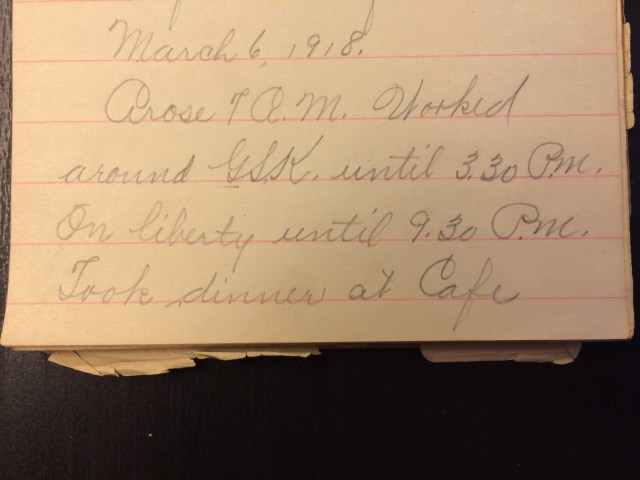 March 6, 1918.
Arose 7 A.M. Worked
around G.S.K. until 3.30 P.M.
On liberty until 9.30 P.M.
Took dinner at Cafe